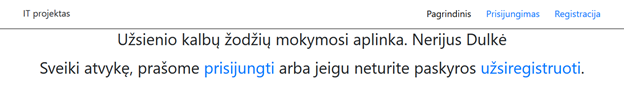 IT projektas Pagrindinis Prisijungimas Registracija
Užsienio kalbų žodžių mokymosi aplinka. Nerijus Dulkė
Sveiki atvykę, prašome prisijungti arba jeigu neturite paskyros užsiregistruoti.